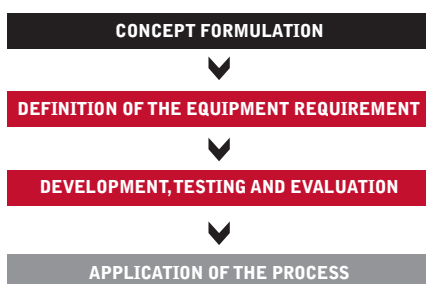 CONCEPT FORMULATION
DEFINITION OF THE EQUIPMENT REQUIREMENT
DEVELOPMENT, TESTING AND EVALUATION
APPLICATION OF THE PROCESS